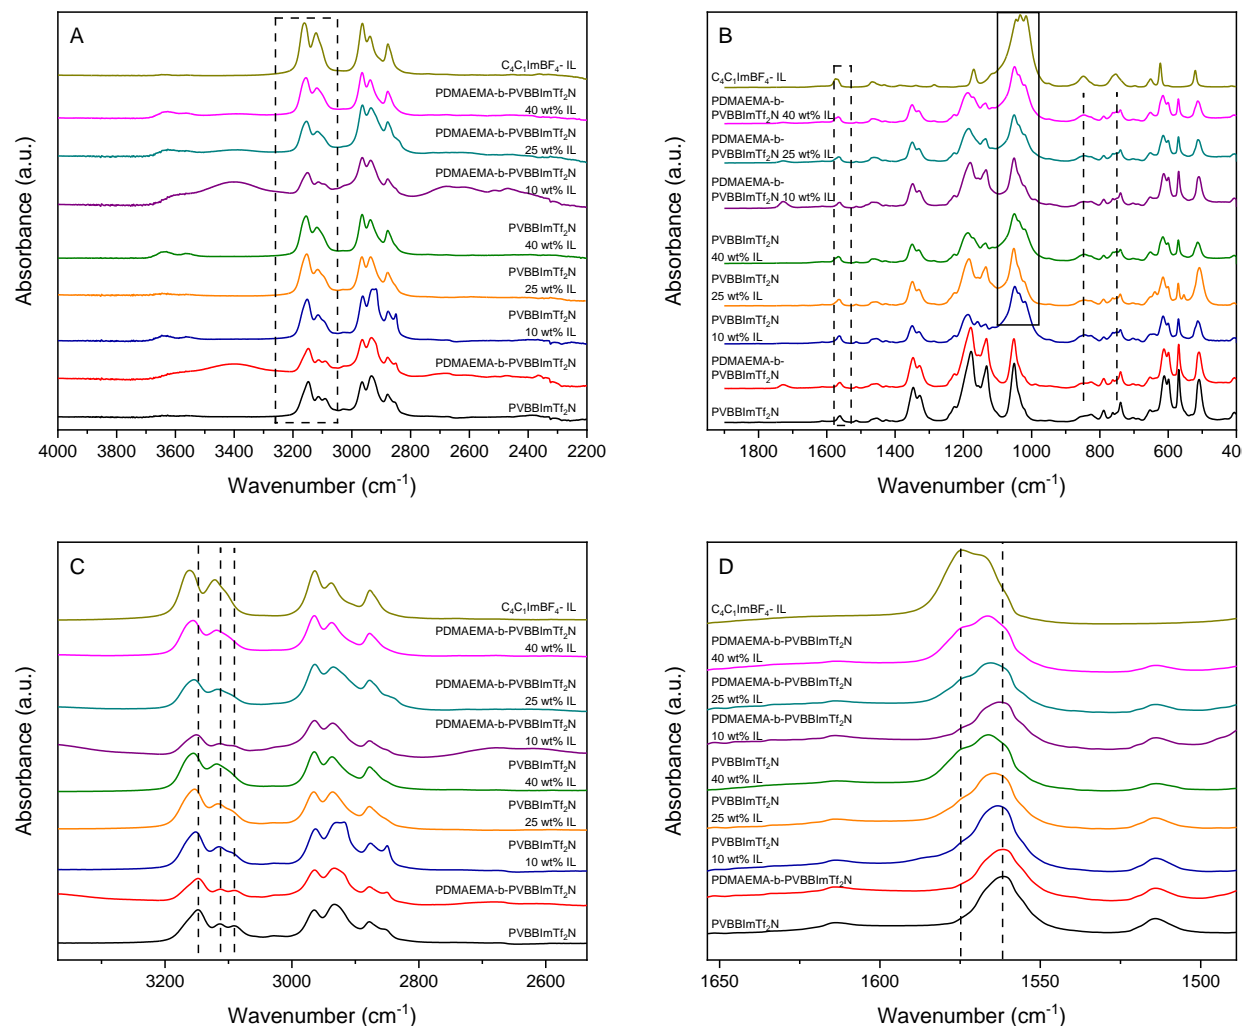 A
Absorbance (a.u.)
C₄C₁ImBF₄- IL
PDMAEMA-b-PVBBImTf₂N
40 wt% IL
PDMAEMA-b-PVBBImTf₂N
25 wt% IL
PDMAEMA-b-PVBBImTf₂N
10 wt% IL
PVBBImTf₂N
40 wt% IL
PVBBImTf₂N
25 wt% IL
PVBBImTf₂N
10 wt% IL
PDMAEMA-b-PVBBImTf₂N
PVBBImTf₂N
4000 3800 3600 3400 3200 3000 2800 2600 2400 2200
Wavenumber (cm⁻¹)
B
Absorbance (a.u.)
C₄C₁ImBF₄- IL
PDMAEMA-b-
PVBBImTf₂N 40 wt% IL
PDMAEMA-b-
PVBBImTf₂N 25 wt% IL
PDMAEMA-b-
PVBBImTf₂N 10 wt% IL
PVBBImTf₂N
40 wt% IL
PVBBImTf₂N
25 wt% IL
PVBBImTf₂N
10 wt% IL
PDMAEMA-b-
PVBBImTf₂N
PVBBImTf₂N
1800 1600 1400 1200 1000 800 600 40
Wavenumber (cm⁻¹)
C
Absorbance (a.u.)
C₄C₁ImBF₄- IL
PDMAEMA-b-PVBBImTf₂N
40 wt% IL
PDMAEMA-b-PVBBImTf₂N
25 wt% IL
PDMAEMA-b-PVBBImTf₂N
10 wt% IL
PVBBImTf₂N
40 wt% IL
PVBBImTf₂N
25 wt% IL
PVBBImTf₂N
10 wt% IL
PDMAEMA-b-PVBBImTf₂N
PVBBImTf₂N
3200 3000 2800 2600
Wavenumber (cm⁻¹)
D
Absorbance (a.u.)
C₄C₁ImBF₄- IL
PDMAEMA-b-PVBBImTf₂N
40 wt% IL
PDMAEMA-b-PVBBImTf₂N
25 wt% IL
PDMAEMA-b-PVBBImTf₂N
10 wt% IL
PVBBImTf₂N
40 wt% IL
PVBBImTf₂N
25 wt% IL
PVBBImTf₂N
10 wt% IL
PDMAEMA-b-PVBBImTf₂N
PVBBImTf₂N
1650 1600 1550 1500
Wavenumber (cm⁻¹)